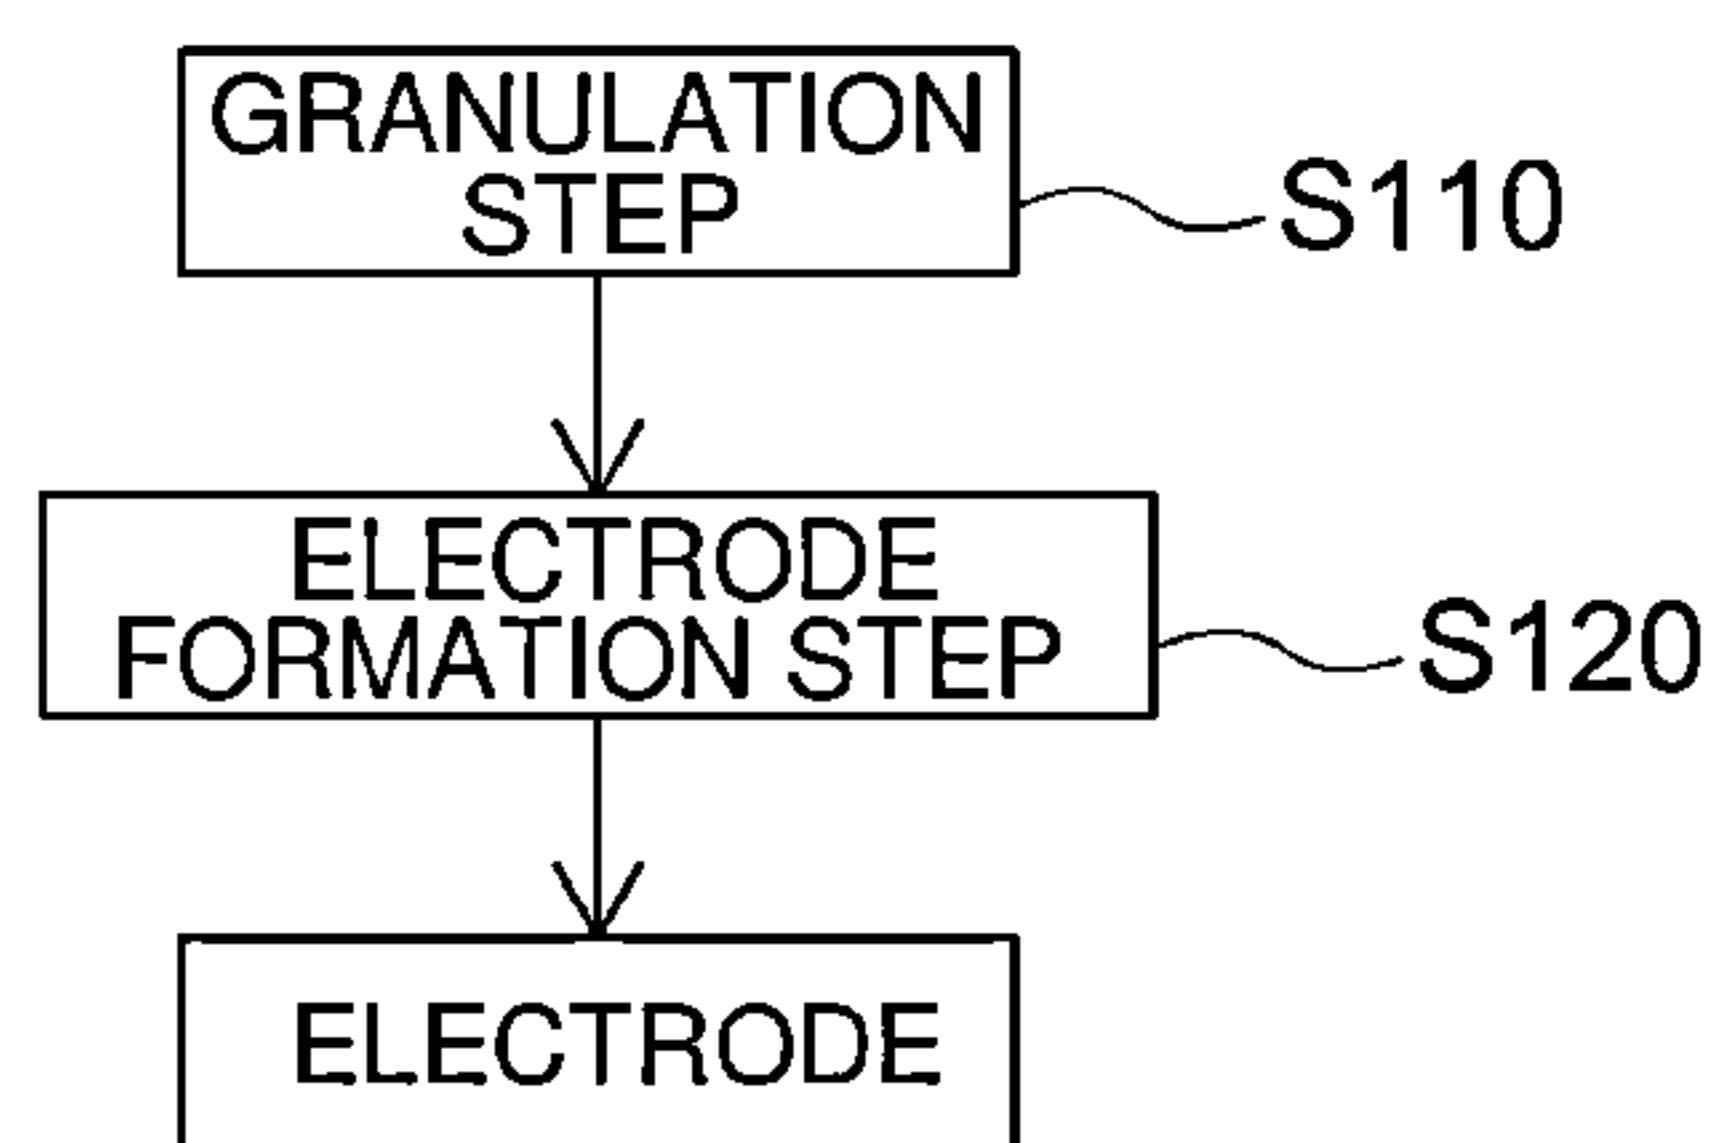 GRANULATION
STEP
S110
ELECTRODE
FORMATION STEP
S120
ELECTRODE